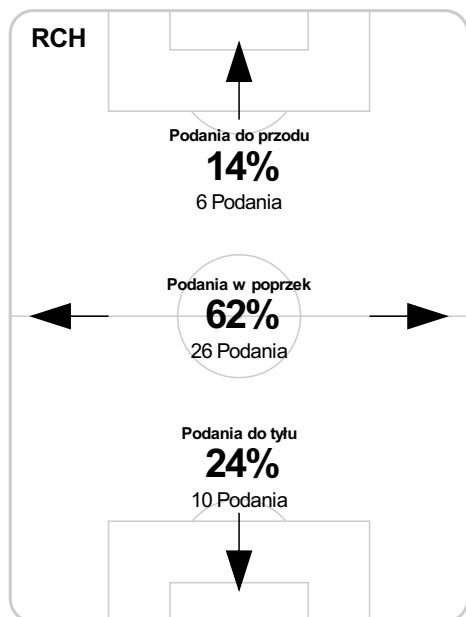 RCH
Podania do przodu
14%
6 Podania
Podania w poprzek
62%
26 Podania
Podania do tyłu
24%
10 Podania